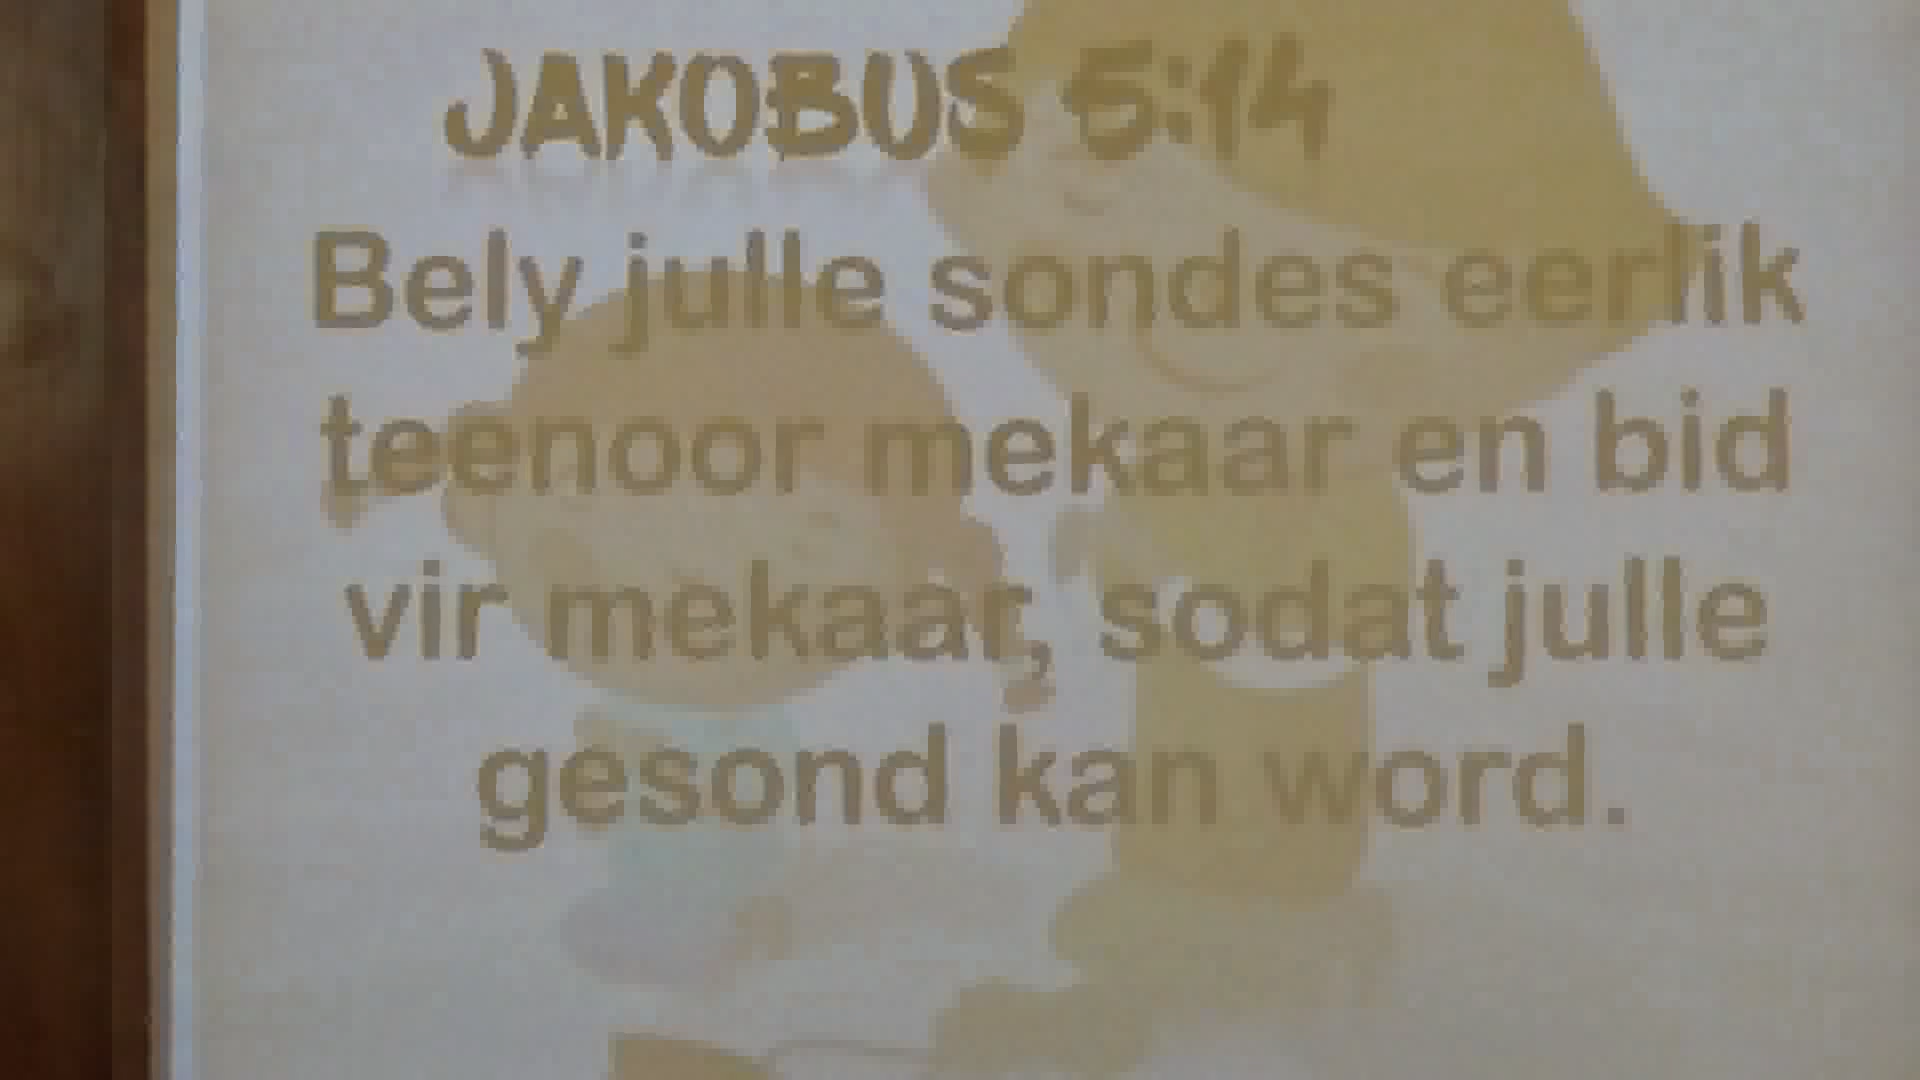 JAKOBUS 5:14
Bely julle sondes eerlik
teenoor mekaar en bid
vir mekaar, sodat julle
gesond kan word.